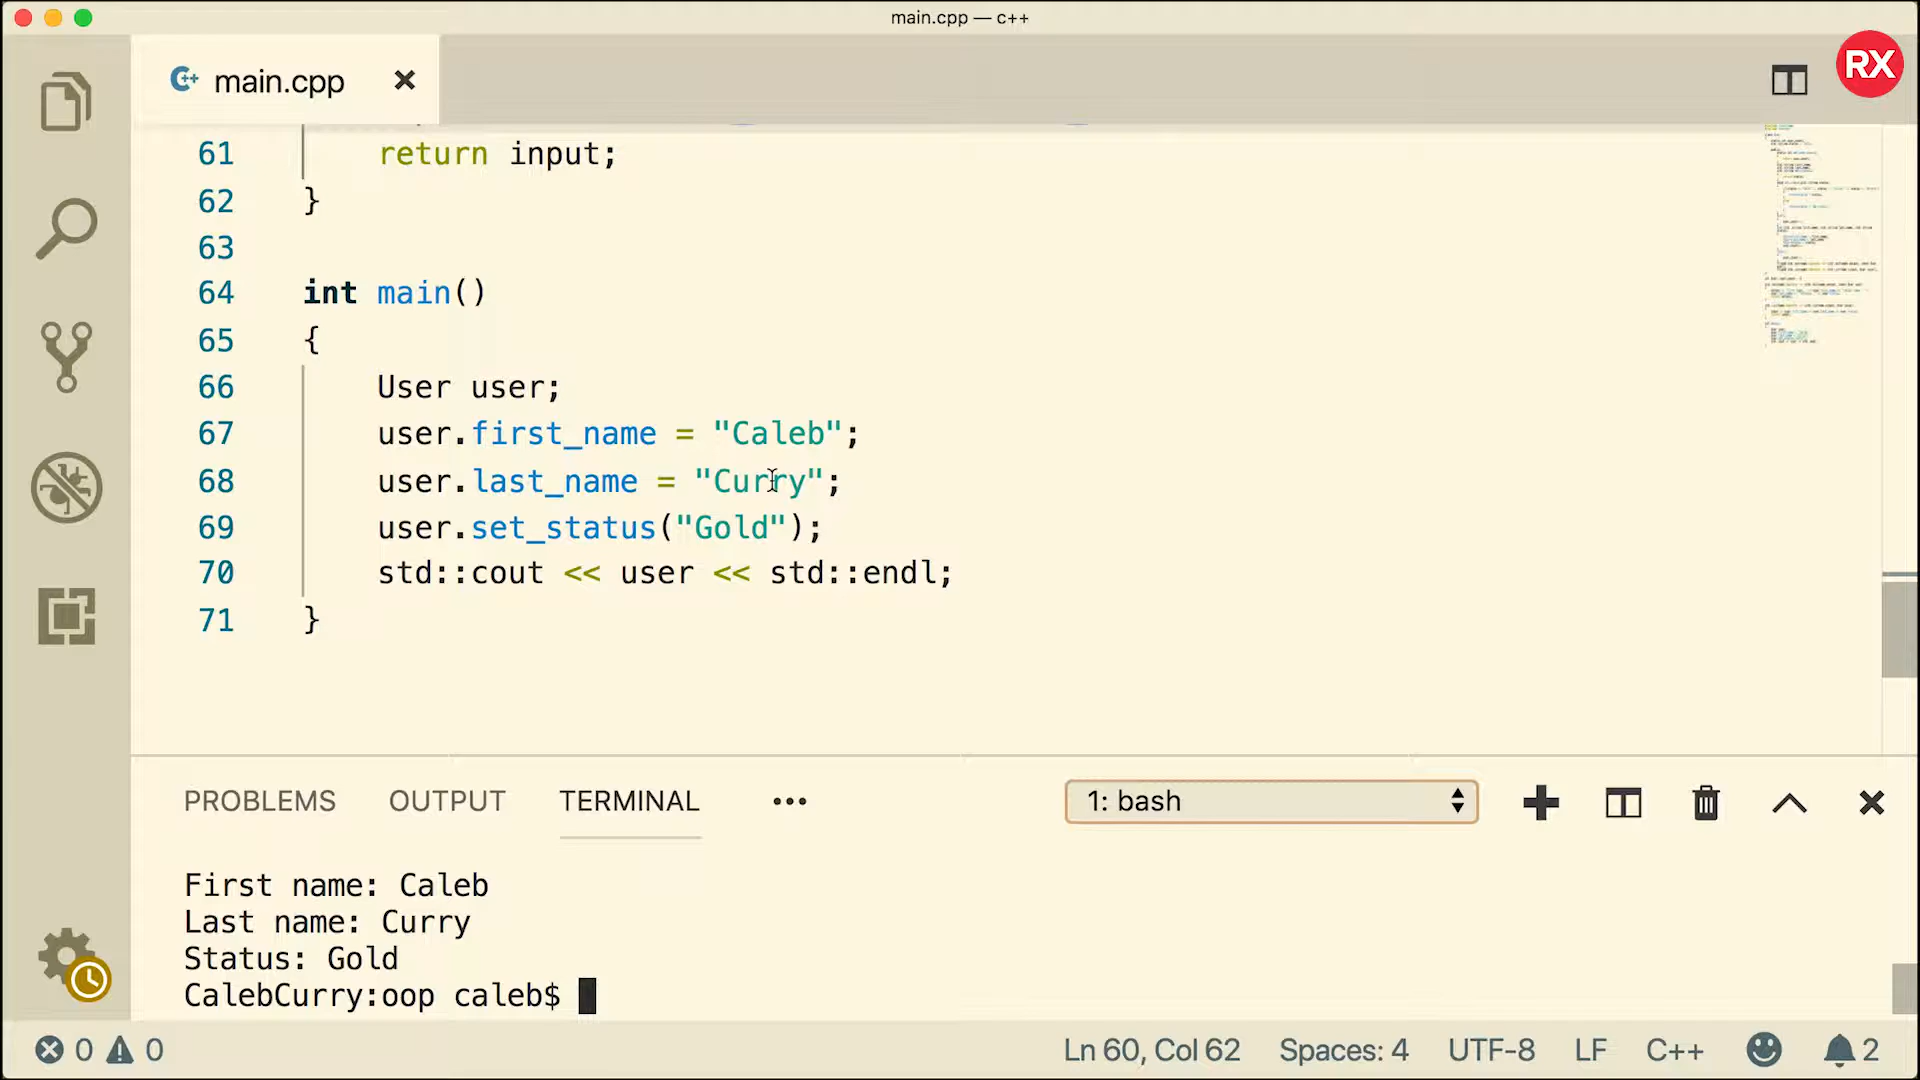 main.cpp — c++
RX
main.cpp
61 return input;
62 }
63
64 int main()
65 {
66 User user;
67 user.first_name = "Caleb";
68 user.last_name = "Curry";
69 user.set_status("Gold");
70 std::cout << user << std::endl;
71 }
PROBLEMS OUTPUT TERMINAL ••• 1: bash
First name: Caleb
Last name: Curry
Status: Gold
CalebCurry:oop caleb$
0 0 Ln 60, Col 62 Spaces: 4 UTF-8 LF C++ 2